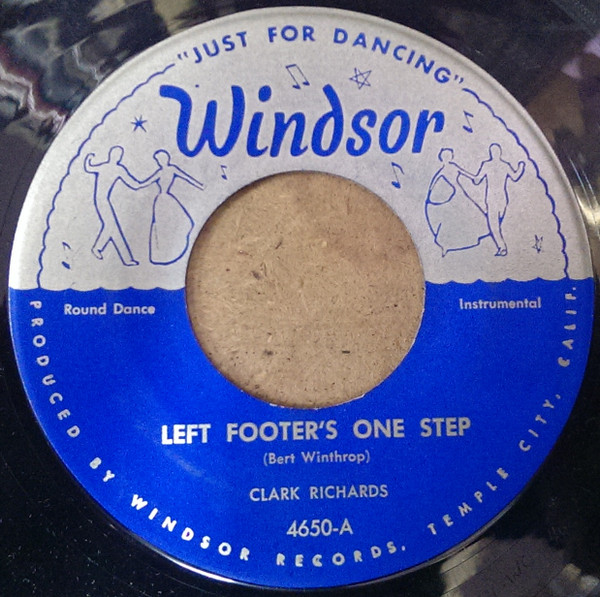 "JUST FOR DANCING"
Windsor
Round Dance
Instrumental
LEFT FOOTER'S ONE STEP
(Bert Winthrop)
CLARK RICHARDS
4650-A
PRODUCED BY WINDSOR RECORDS, TEMPLE CITY, CALIF.